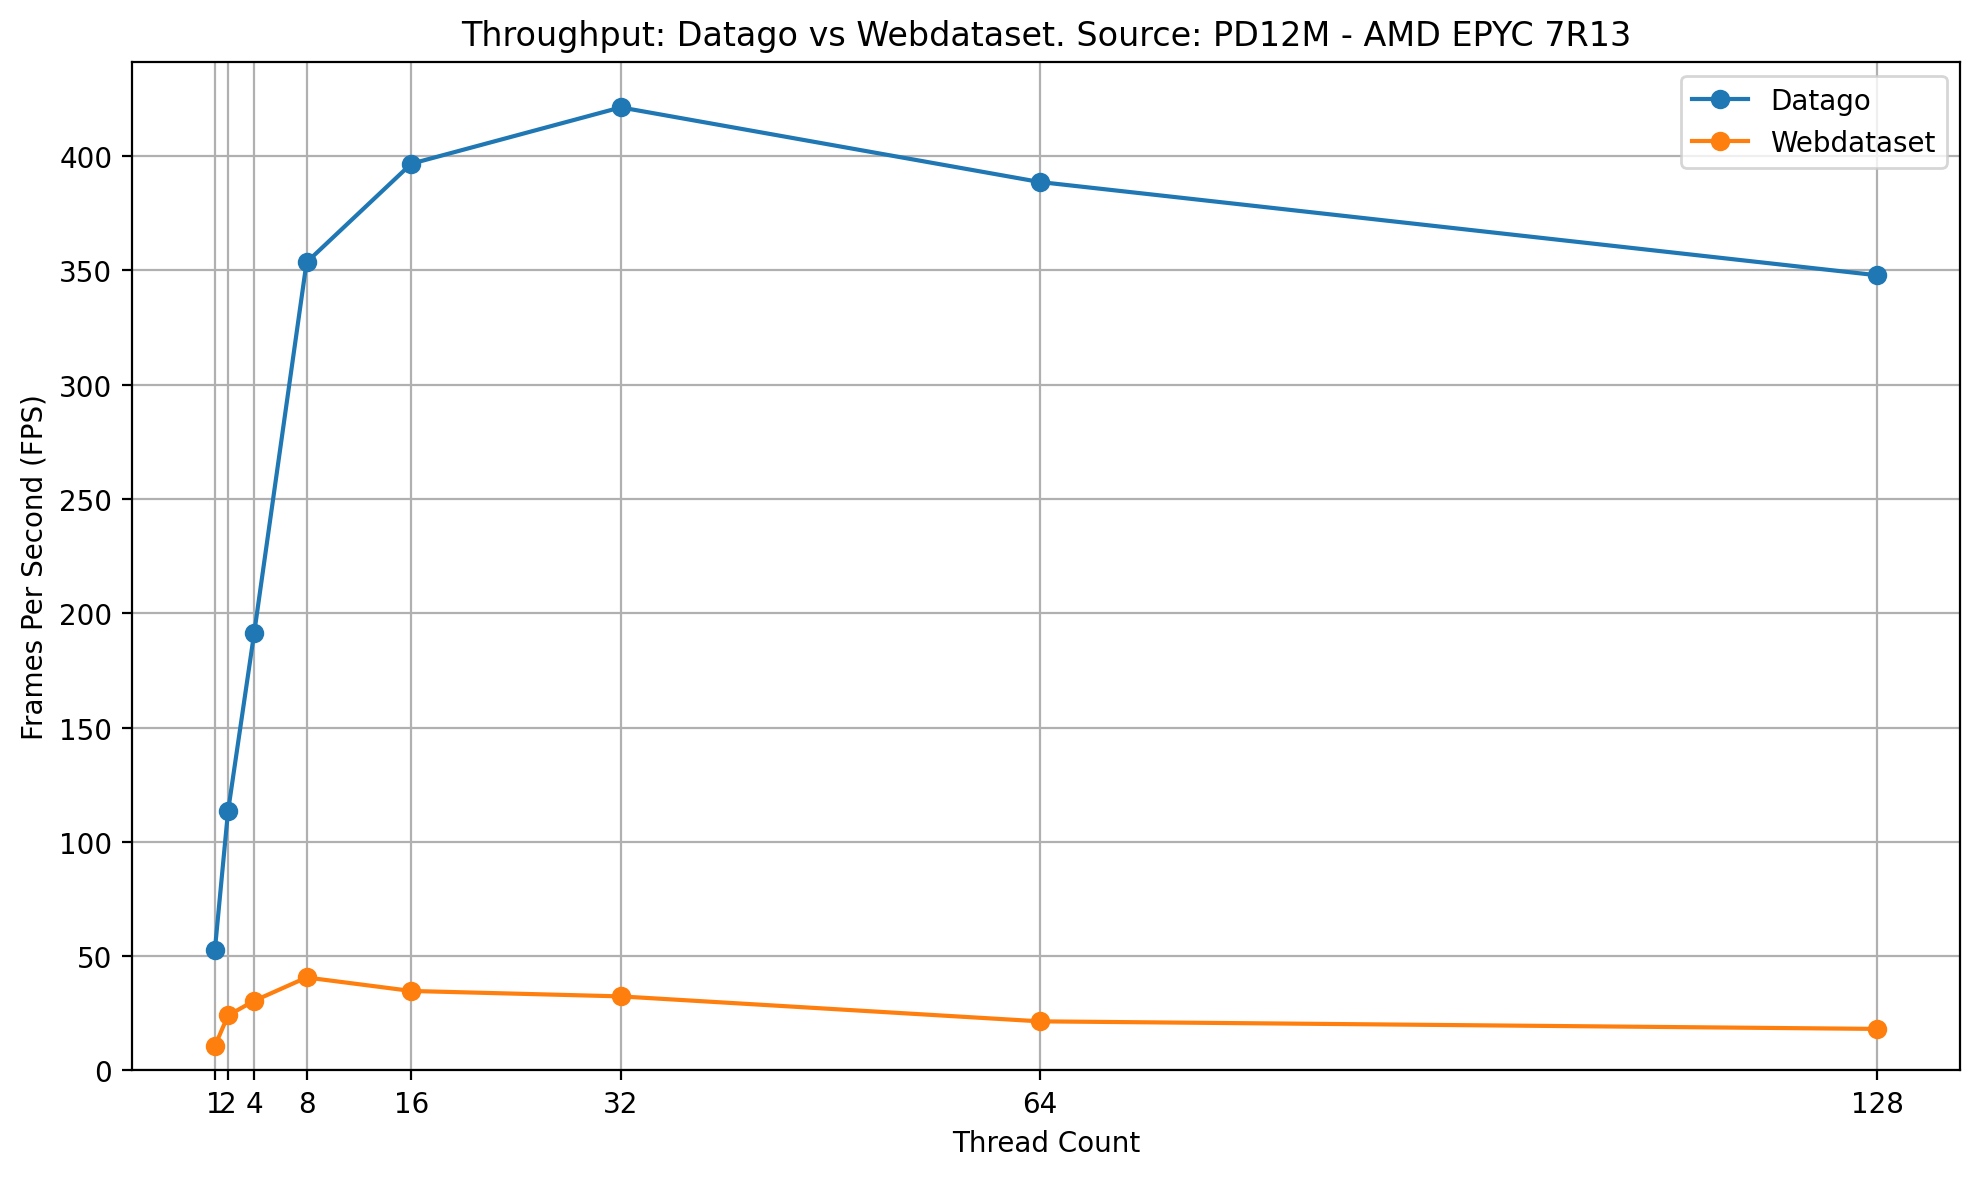 Throughput: Datago vs Webdataset. Source: PD12M - AMD EPYC 7R13
Datago
Webdataset
Frames Per Second (FPS)
400
350
300
250
200
150
100
50
0
1 2 4 8 16 32 64 128
Thread Count